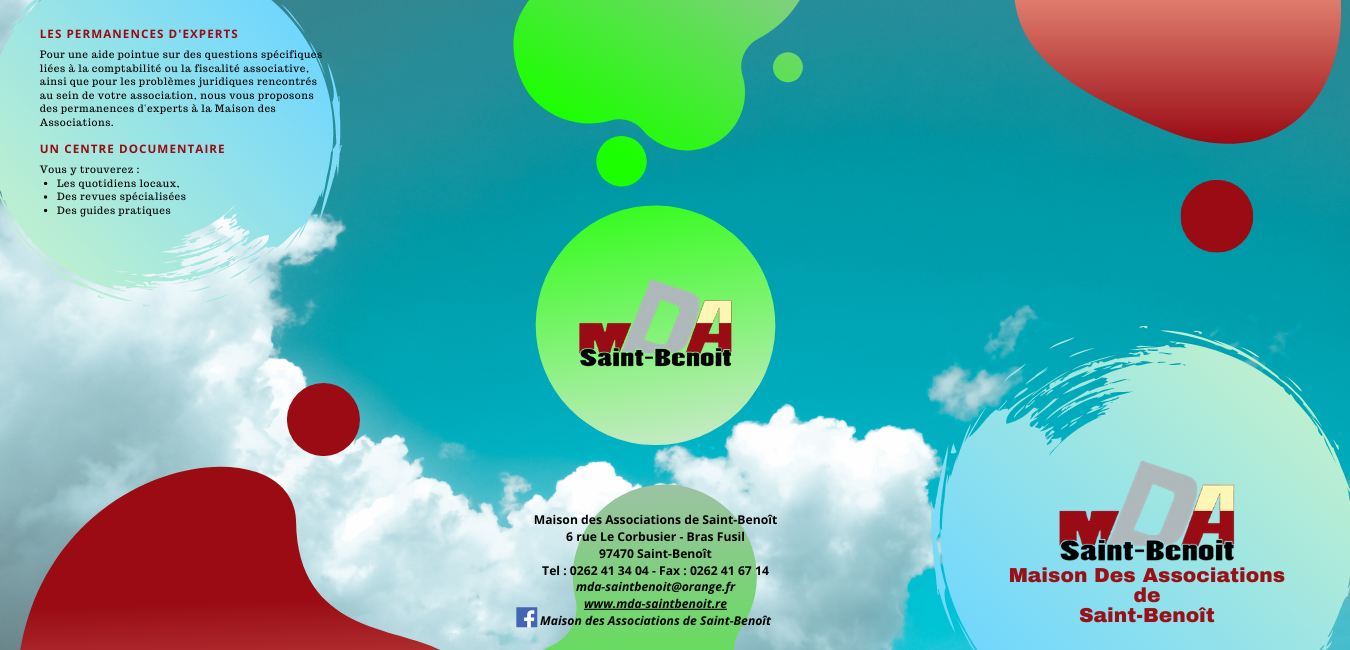 LES PERMANENCES D'EXPERTS
Pour une aide pointue sur des questions spécifiques
liées à la comptabilité ou la fiscalité associative,
ainsi que pour les problèmes juridiques rencontrés
au sein de votre association, nous vous proposons
des permanences d'experts à la Maison des
Associations.
UN CENTRE DOCUMENTAIRE
Vous y trouverez :
• Les quotidiens locaux,
• Des revues spécialisées
• Des guides pratiques
MDA
Saint-Benoit
Maison des Associations de Saint-Benoît
6 rue Le Corbusier - Bras Fusil
97470 Saint-Benoît
Tel : 0262 41 34 04 - Fax : 0262 41 67 14
mda-saintbenoit@orange.fr
www.mda-saintbenoit.re
f Maison des Associations de Saint-Benoît
MDA
Saint-Benoit
Maison Des Associations
de
Saint-Benoît